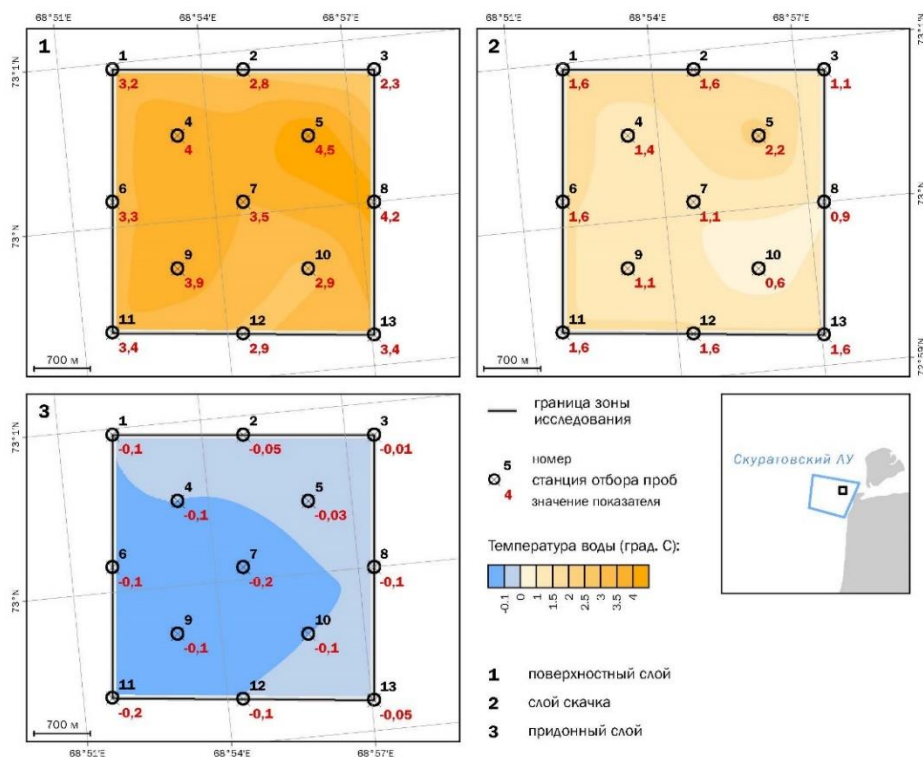 68°51'E 68°54'E 68°57'E
68°51'E 68°54'E 68°57'E 73°1'N
1
1 2 3
3,2 2,8 2,3
73°1'N
4 5
4 4,5
6 7 8
3,3 3,5 4,2
73°N
9 10
3,9 2,9
11 12 13
3,4 2,9 3,4
700 м
2
1 2 3
1,6 1,6 1,1
4 5
1,4 2,2
6 7 8
1,6 1,1 0,9
73°N
9 10
1,1 0,6
11 12 13
1,6 1,6 1,6
72°59'N
700 м
3
1 2 3
-0,1 -0,05 -0,01
73°1'N
4 5
-0,1 -0,03
6 7 8
-0,1 -0,2 -0,1
73°N
9 10
-0,1 -0,1
11 12 13
-0,2 -0,1 -0,05
700 м
68°51'E 68°54'E 68°57'E
граница зоны
исследования
5 номер
станция отбора проб
4 значение показателя
Температура воды (град. С):
-0.1 0 1 1.5 2 2.5 3 3.5 4
1 поверхностный слой
2 слой скачка
3 придонный слой
Скуратовский ЛУ